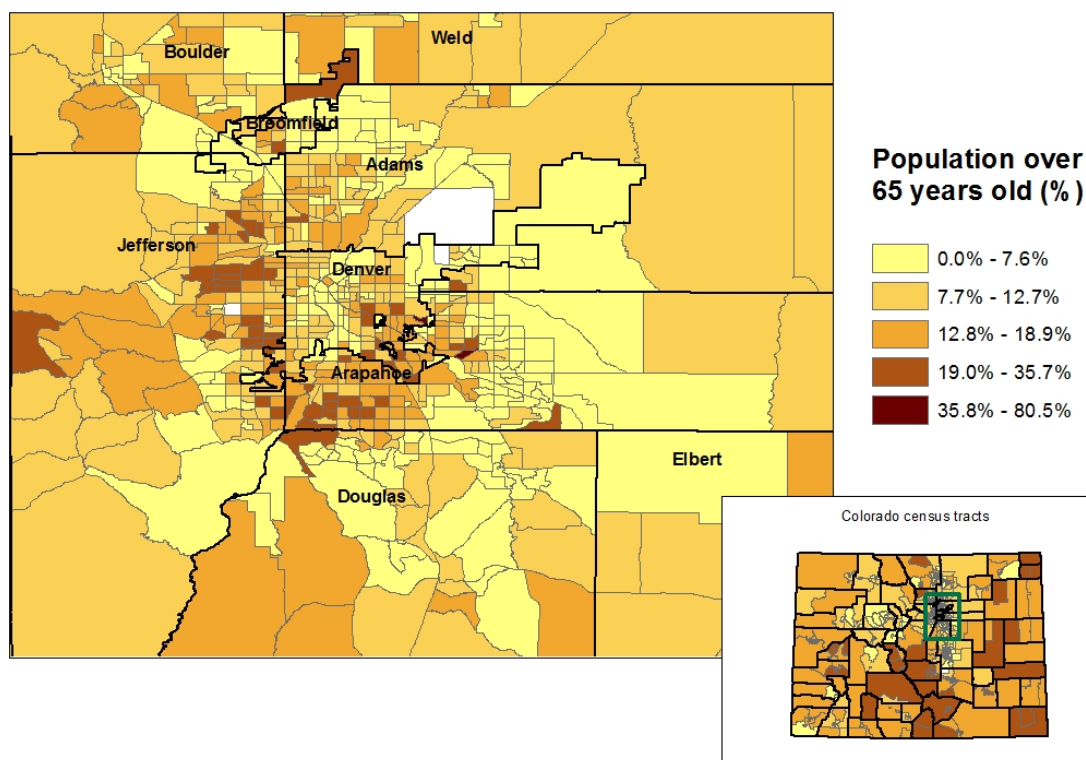 Weld
Boulder
Broomfield
Adams
Jefferson
Denver
Arapahoe
Elbert
Douglas
Population over
65 years old (%)
0.0% - 7.6%
7.7% - 12.7%
12.8% - 18.9%
19.0% - 35.7%
35.8% - 80.5%
Colorado census tracts